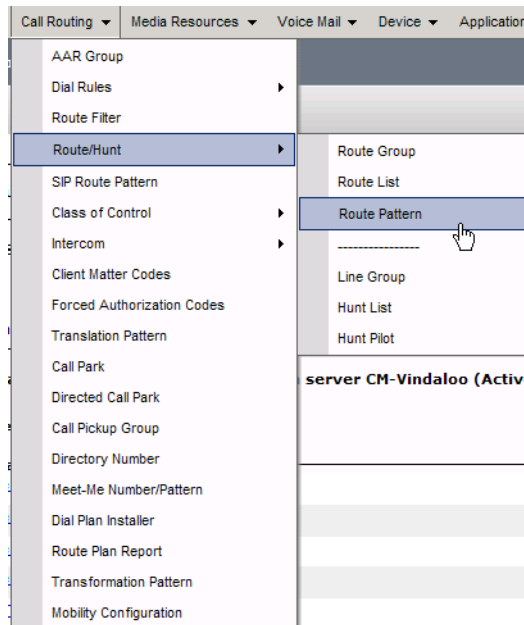 Call Routing Media Resources Voice Mail Device Application
AAR Group
Dial Rules
Route Filter
Route/Hunt
SIP Route Pattern
Class of Control
Intercom
Client Matter Codes
Forced Authorization Codes
Translation Pattern
Call Park
Directed Call Park
Call Pickup Group
Directory Number
Meet-Me Number/Pattern
Dial Plan Installer
Route Plan Report
Transformation Pattern
Mobility Configuration
Route Group
Route List
Route Pattern
----------------
Line Group
Hunt List
Hunt Pilot
server CM-Vindaloo (Activ